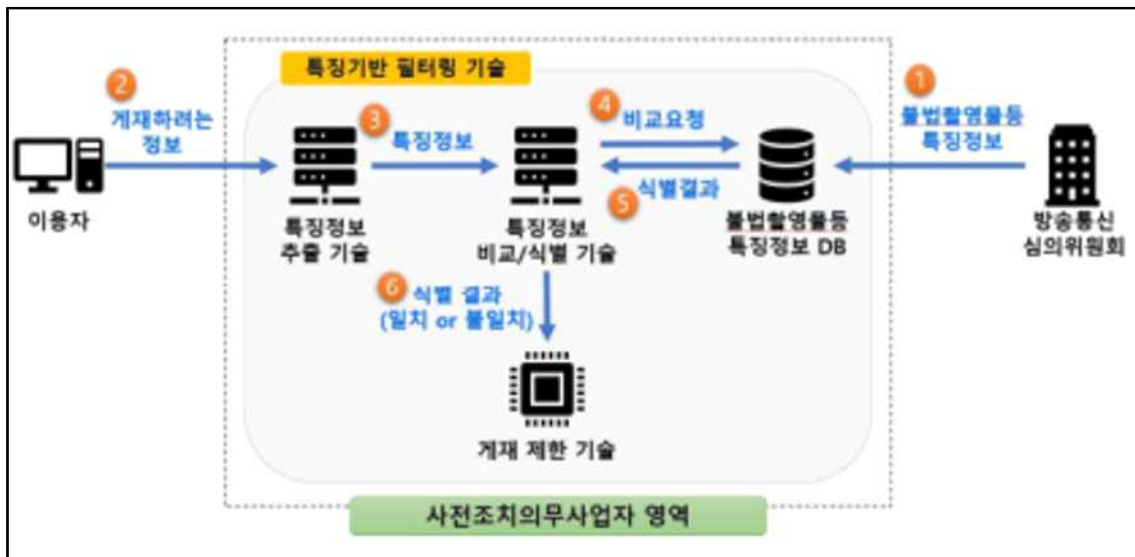 특징기반 필터링 기술
1
불법촬영물등
특징정보
2
게재하려는
정보
3
특징정보
4
비교요청
5
식별결과
이용자
특징정보
추출 기술
특징정보
비교/식별 기술
불법촬영물등
특징정보 DB
방송통신
심의위원회
6
식별 결과
(일치 or 불일치)
게재 제한 기술
사전조치의무사업자 영역